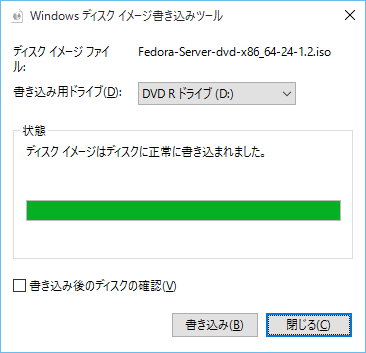 Windows ディスク イメージ書き込みツール
ディスク イメージ ファイ Fedora-Server-dvd-x86_64-24-1.2.iso
ル:
書き込み用ドライブ(D): DVD R ドライブ (D:)
状態
ディスク イメージはディスクに正常に書き込まれました。
書き込み後のディスクの確認(V)
書き込み(B) 閉じる(C)